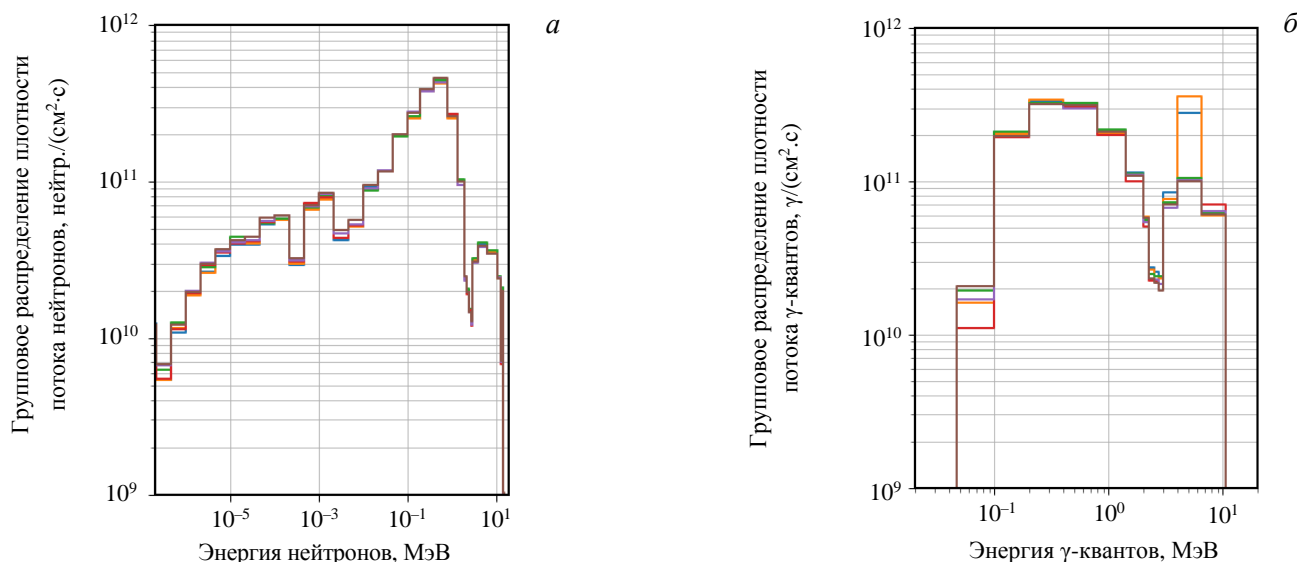 а
Групповое распределение плотности
потока нейтронов, нейтр./(см²·с)
10¹²
10¹¹
10¹⁰
10⁹
10⁻⁵
10⁻³
10⁻¹
10¹
Энергия нейтронов, МэВ
б
Групповое распределение плотности
потока γ-квантов, γ/(см².с)
10¹²
10¹¹
10¹⁰
10⁹
10⁻¹
10⁰
10¹
Энергия γ-квантов, МэВ